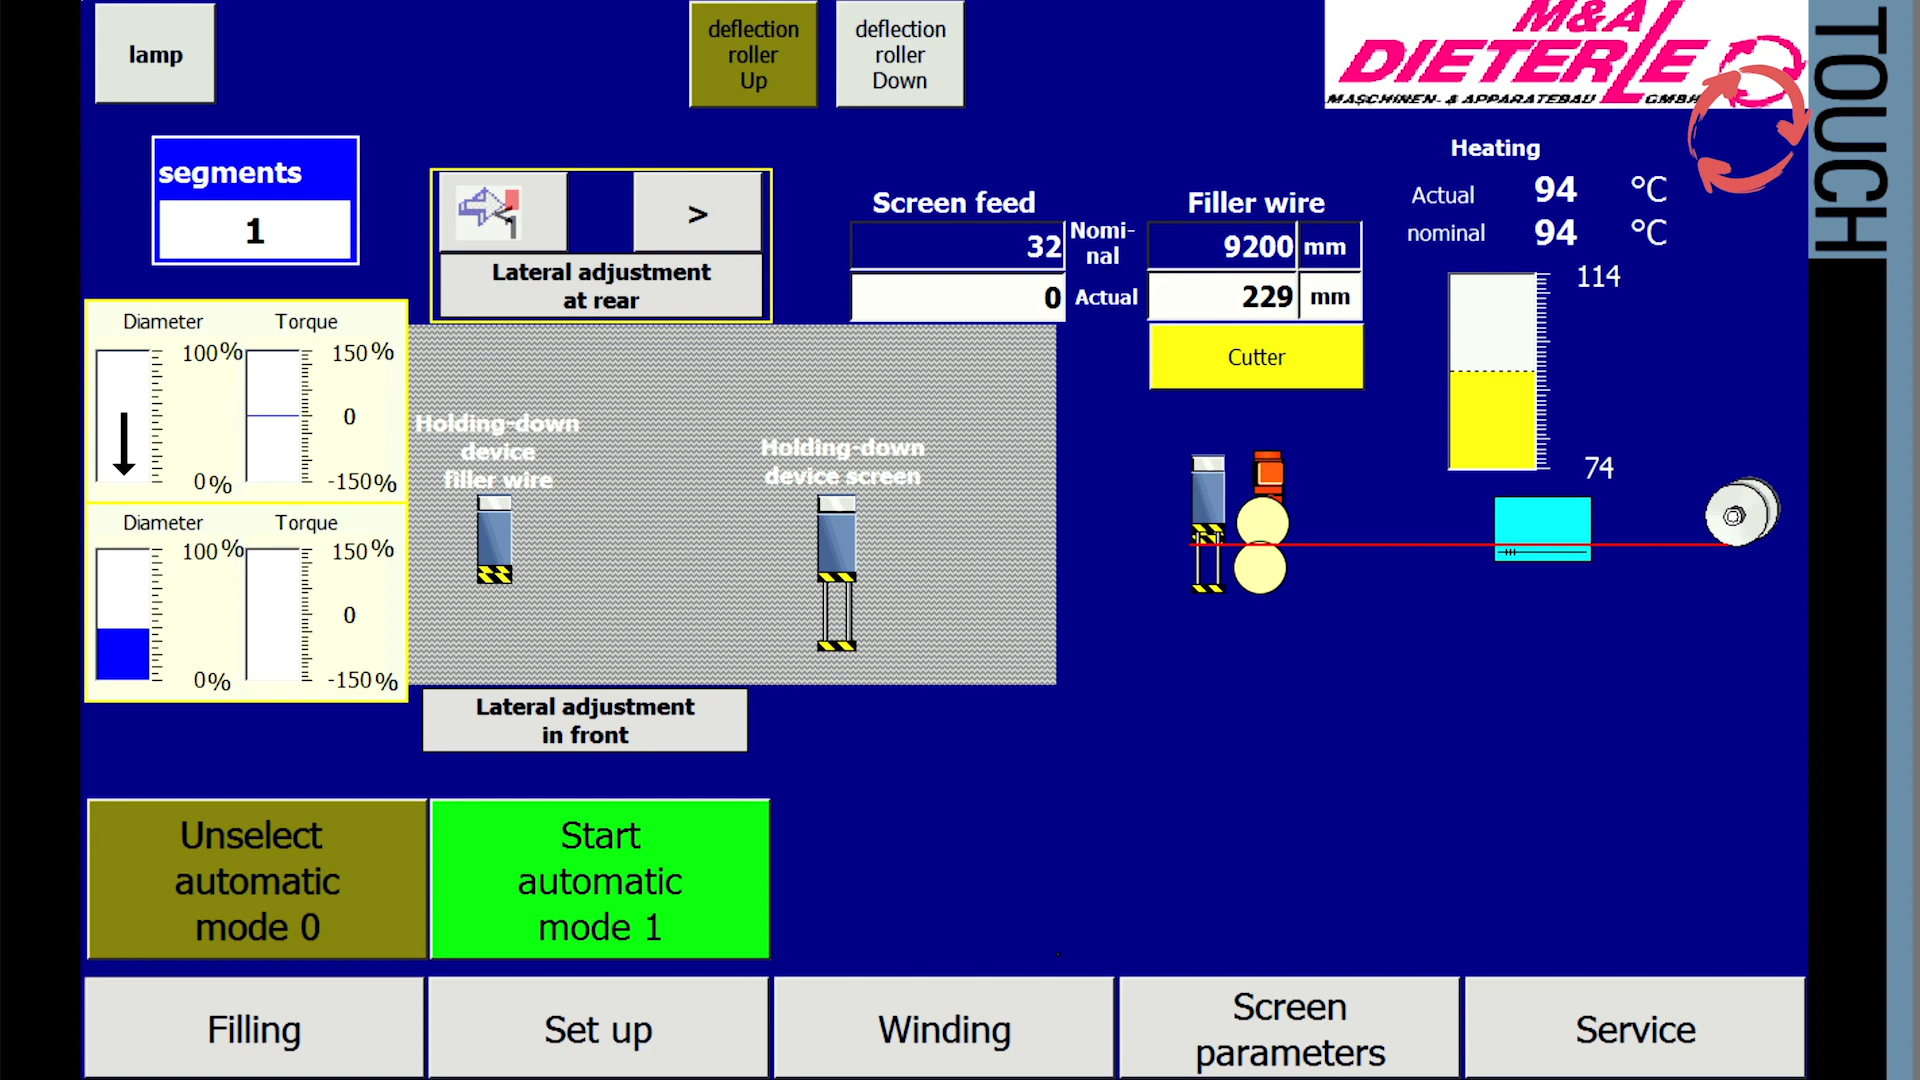 lamp
deflection
roller
Up
deflection
roller
Down
M&A
DIETERLE
MASCHINEN- & APPARATEBAU GMBH
TOUCH
segments
1
>
Lateral adjustment
at rear
Screen feed
32
Nomi-
nal
0
Actual
Filler wire
9200 mm
229 mm
Cutter
Heating
Actual 94 °C
nominal 94 °C
114
74
Diameter Torque
100% 150%
0
0% -150%
Diameter Torque
100% 150%
0
0% -150%
Holding-down
device
filler wire
Holding-down
device screen
Lateral adjustment
in front
Unselect
automatic
mode 0
Start
automatic
mode 1
Filling
Set up
Winding
Screen
parameters
Service